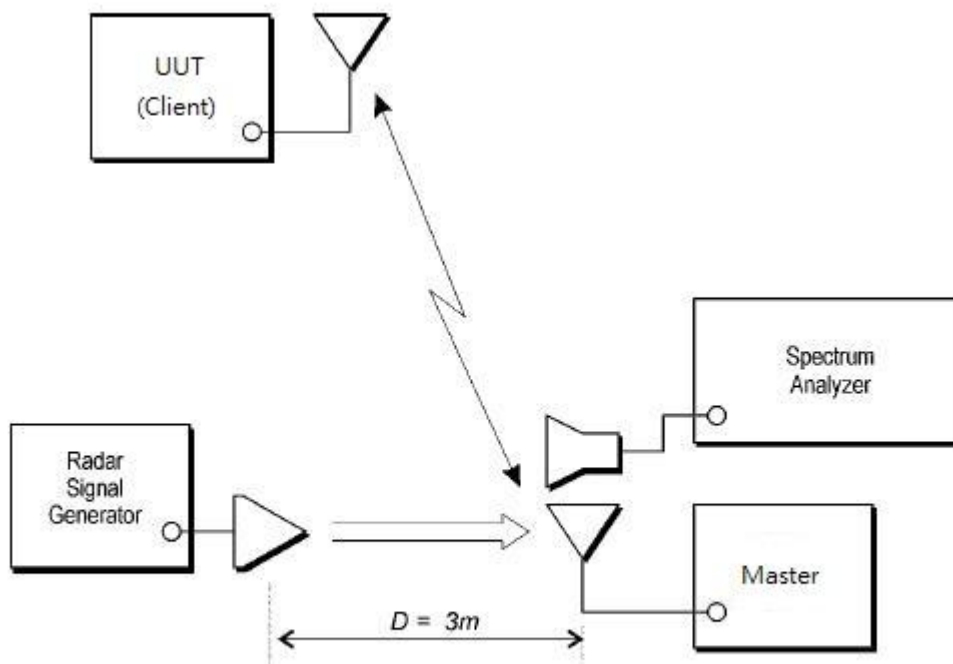 UUT
(Client)
Spectrum
Analyzer
Radar
Signal
Generator
Master
D = 3m